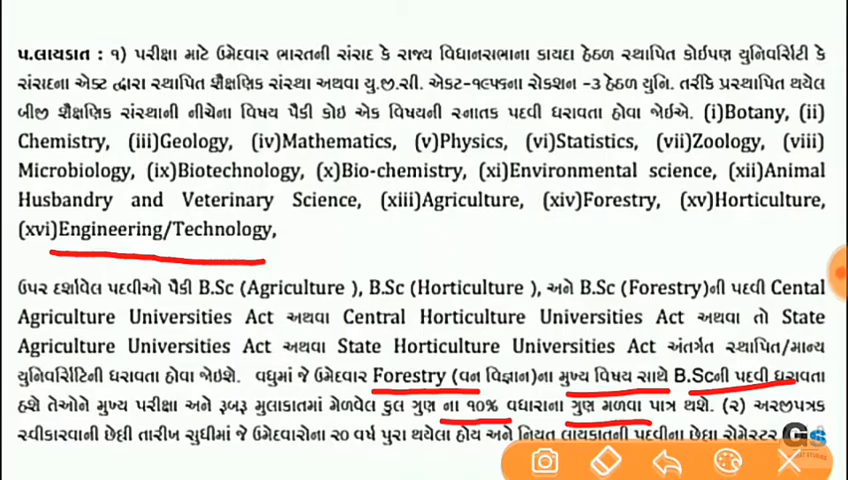 ૫.લાયકાત : ૧) પરીક્ષા માટે ઉમેદવાર ભારતની સંસદ કે રાજ્ય વિધાનસભાના કાયદા હેઠળ સ્થાપિત કોઈપણ યુનિવર્સિટી કે
સંસદના એક્ટ દ્વારા સ્થાપિત શૈક્ષણિક સંસ્થા અથવા યુ.જી.સી. એકટ-૧૯૫૬ના સેકશન -૩ હેઠળ યુનિ. તરીકે પ્રસ્થાપિત થયેલ
બીજી શૈક્ષણિક સંસ્થાની નીચેના વિષય પૈકી કોઇ એક વિષયની સ્નાતક પદવી ધરાવતા હોવા જોઈએ. (i)Botany, (ii)
Chemistry, (iii)Geology, (iv)Mathematics, (v)Physics, (vi)Statistics, (vii)Zoology, (viii)
Microbiology, (ix)Biotechnology, (x)Bio-chemistry, (xi)Environmental science, (xii)Animal
Husbandry and Veterinary Science, (xiii)Agriculture, (xiv)Forestry, (xv)Horticulture,
(xvi)Engineering/Technology,
ઉપર દર્શાવેલ પદવીઓ પૈકી B.Sc (Agriculture ), B.Sc (Horticulture ), અને B.Sc (Forestry)ની પદવી Cental
Agriculture Universities Act અથવા Central Horticulture Universities Act અથવા તો State
Agriculture Universities Act અથવા State Horticulture Universities Act અંતર્ગત સ્થાપિત/માન્ય
યુનિવર્સિટિની ધરાવતા હોવા જોઇશે. વધુમાં જે ઉમેદવાર Forestry (વન વિજ્ઞાન)ના મુખ્ય વિષય સાથે B.Scની પદવી ધરાવતા
હશે તેઓને મુખ્ય પરીક્ષા અને રૂબરૂ મુલાકાતમાં મેળવેલ કુલ ગુણ ના ૧૦% વધારાના ગુણ મળવા પાત્ર થશે. (૨) અરજીપત્રક
સ્વીકારવાની છેલ્લી તારીખ સુધીમાં જે ઉમેદવારોના ૨૦ વર્ષ પુરા થયેલા હોય અને નિયત લાયકાતની પદવીના છેલ્લા સેમેસ્ટર